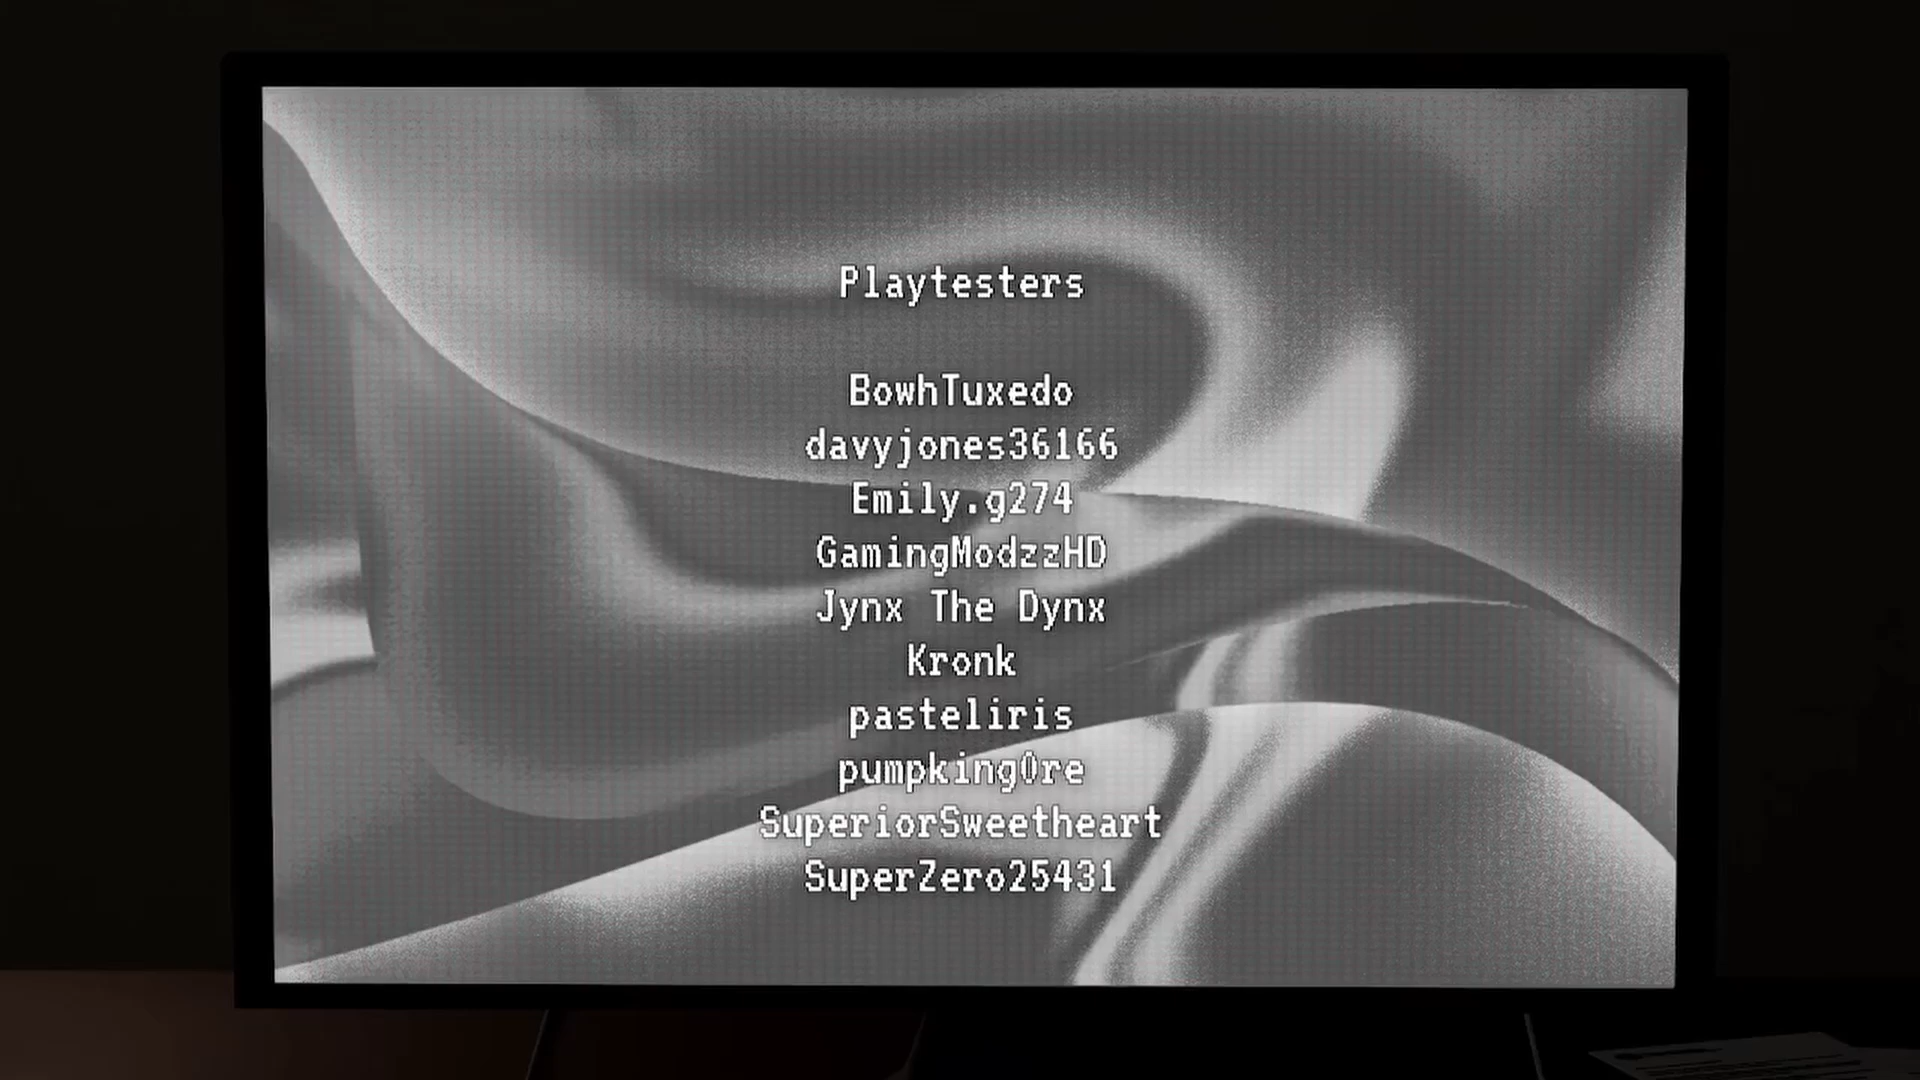 Playtesters
BowhTuxedo
davyjones36166
Emily.g274
GamingModzzHD
Jynx The Dynx
Kronk
pasteliris
pumpking0re
SuperiorSweetheart
SuperZero25431